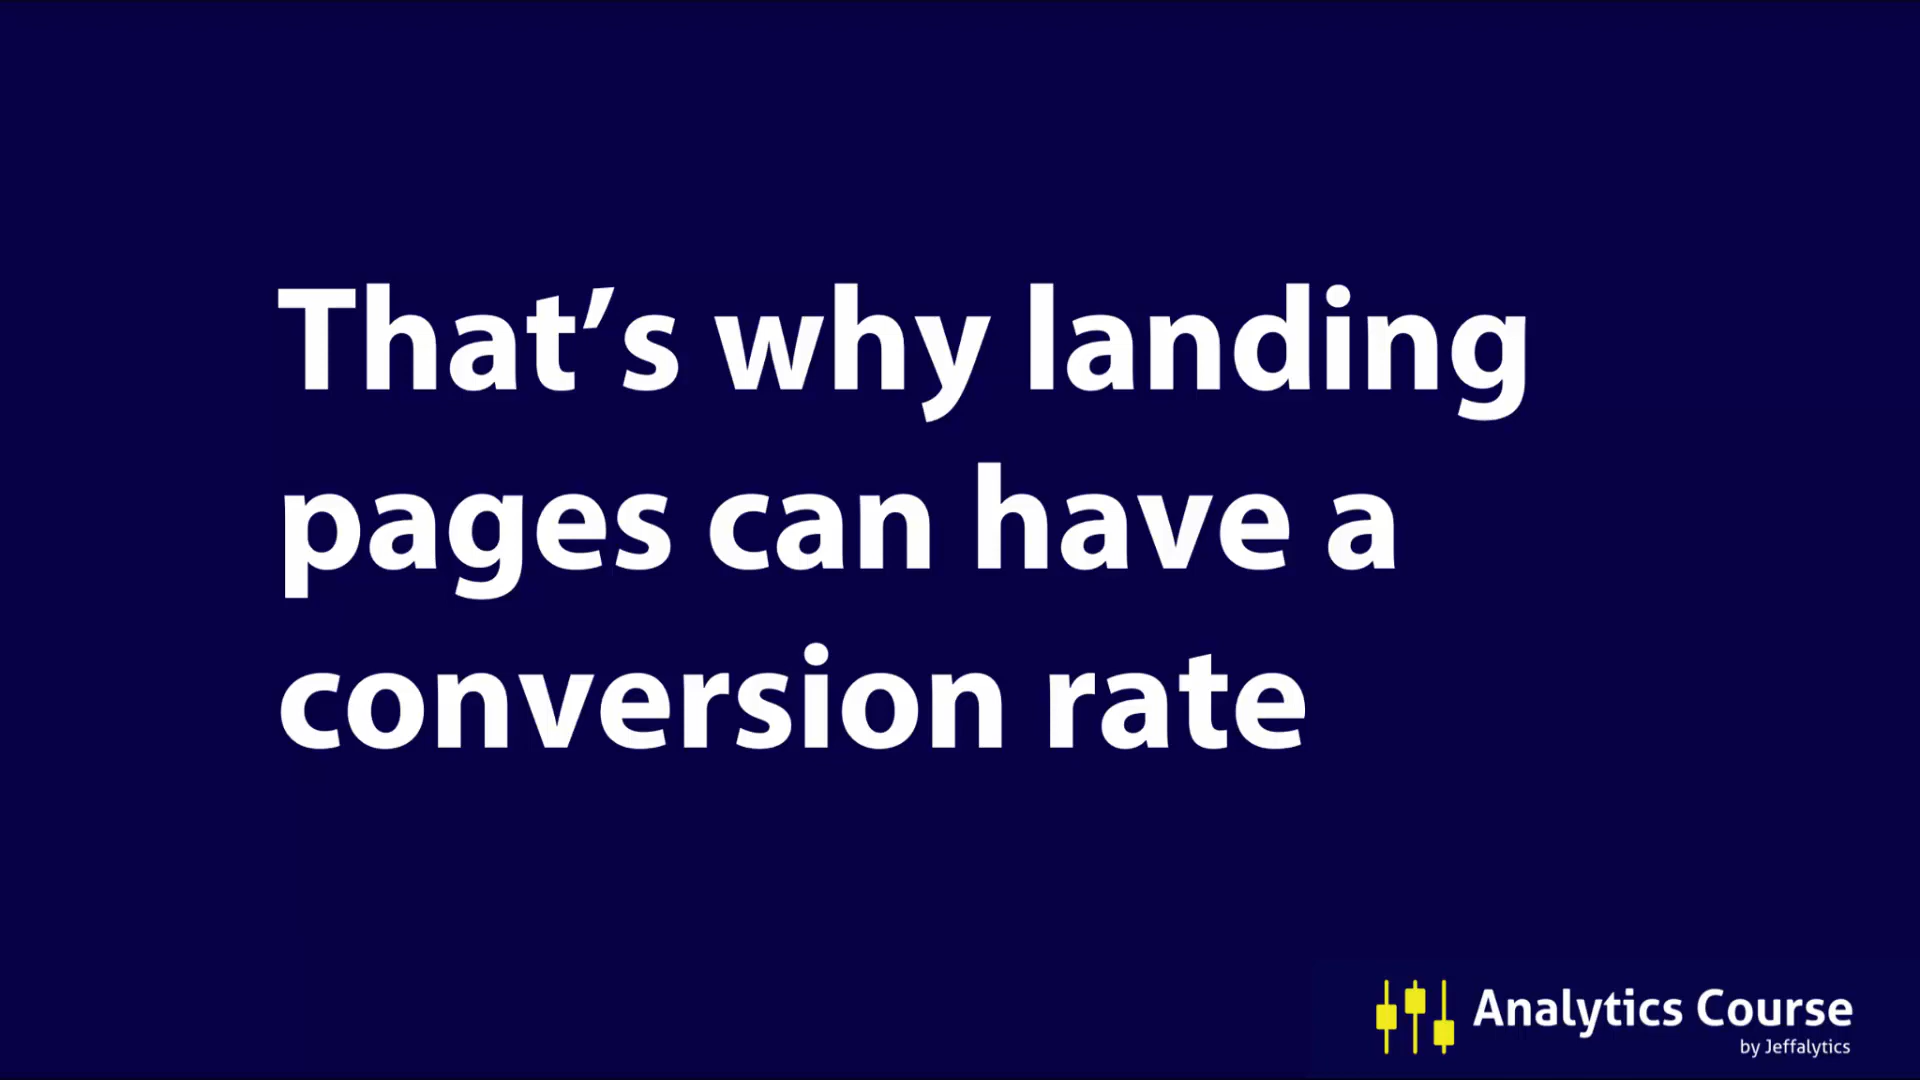 That’s why landing
pages can have a
conversion rate
Analytics Course
by Jeffalytics